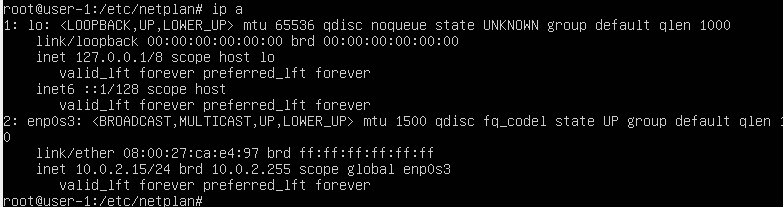 root@user-1:/etc/netplan# ip a
1: lo: <LOOPBACK,UP,LOWER_UP> mtu 65536 qdisc noqueue state UNKNOWN group default qlen 1000
    link/loopback 00:00:00:00:00:00 brd 00:00:00:00:00:00
    inet 127.0.0.1/8 scope host lo
       valid_lft forever preferred_lft forever
    inet6 ::1/128 scope host
       valid_lft forever preferred_lft forever
2: enp0s3: <BROADCAST,MULTICAST,UP,LOWER_UP> mtu 1500 qdisc fq_codel state UP group default qlen 1
0
    link/ether 08:00:27:ca:e4:97 brd ff:ff:ff:ff:ff:ff
    inet 10.0.2.15/24 brd 10.0.2.255 scope global enp0s3
       valid_lft forever preferred_lft forever
root@user-1:/etc/netplan#